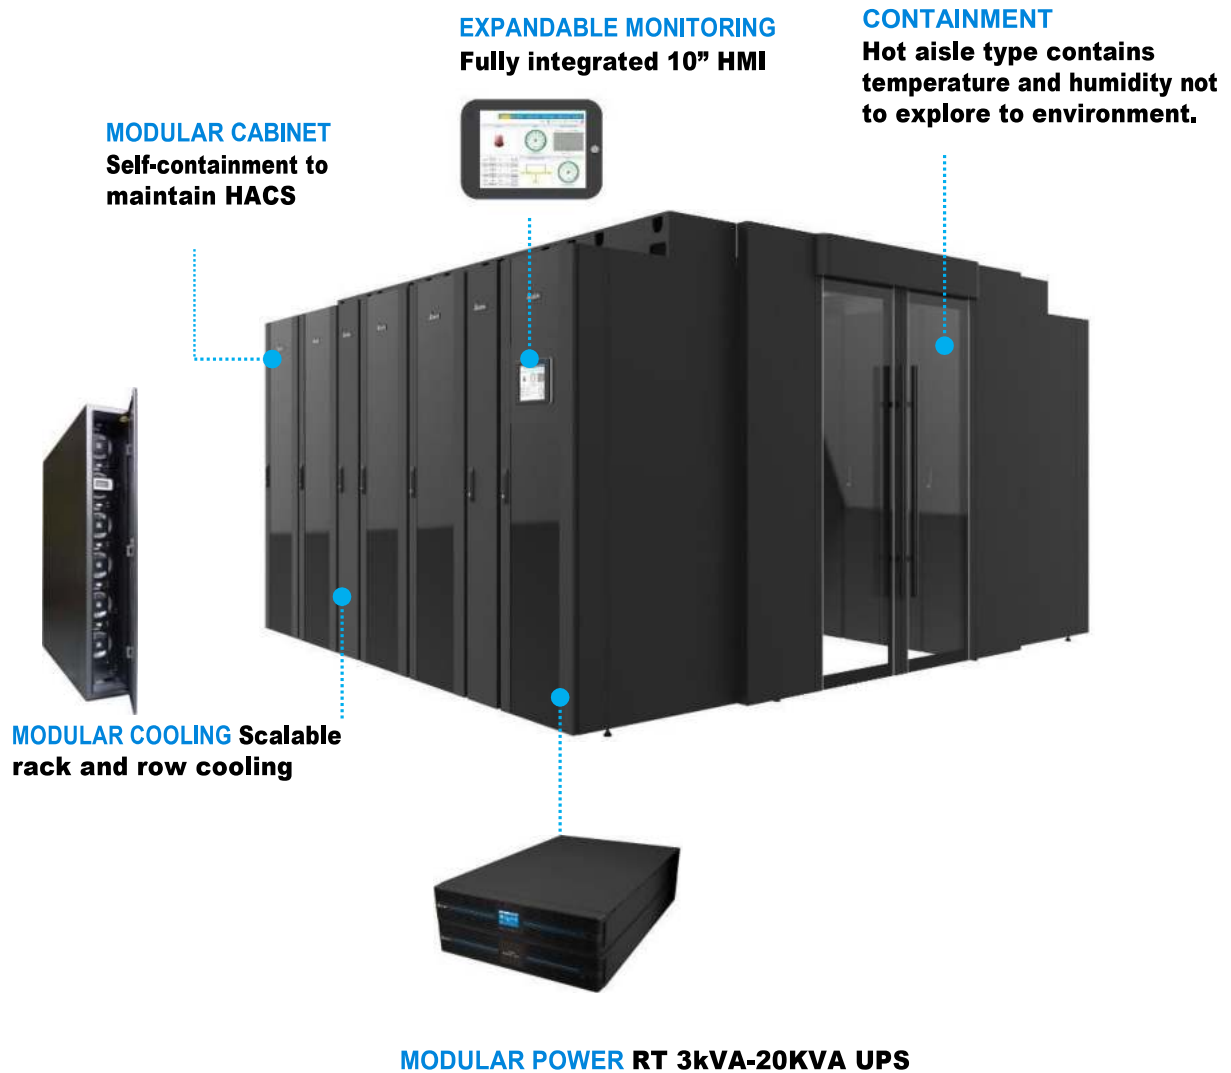 EXPANDABLE MONITORING
Fully integrated 10” HMI
CONTAINMENT
Hot aisle type contains
temperature and humidity not
to explore to environment.
MODULAR CABINET
Self-containment to
maintain HACS
MODULAR COOLING Scalable
rack and row cooling
MODULAR POWER RT 3kVA-20KVA UPS